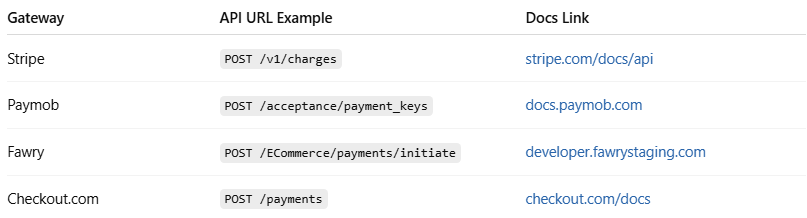 Gateway API URL Example Docs Link
Stripe POST /v1/charges stripe.com/docs/api
Paymob POST /acceptance/payment_keys docs.paymob.com
Fawry POST /ECommerce/payments/initiate developer.fawrystaging.com
Checkout.com POST /payments checkout.com/docs